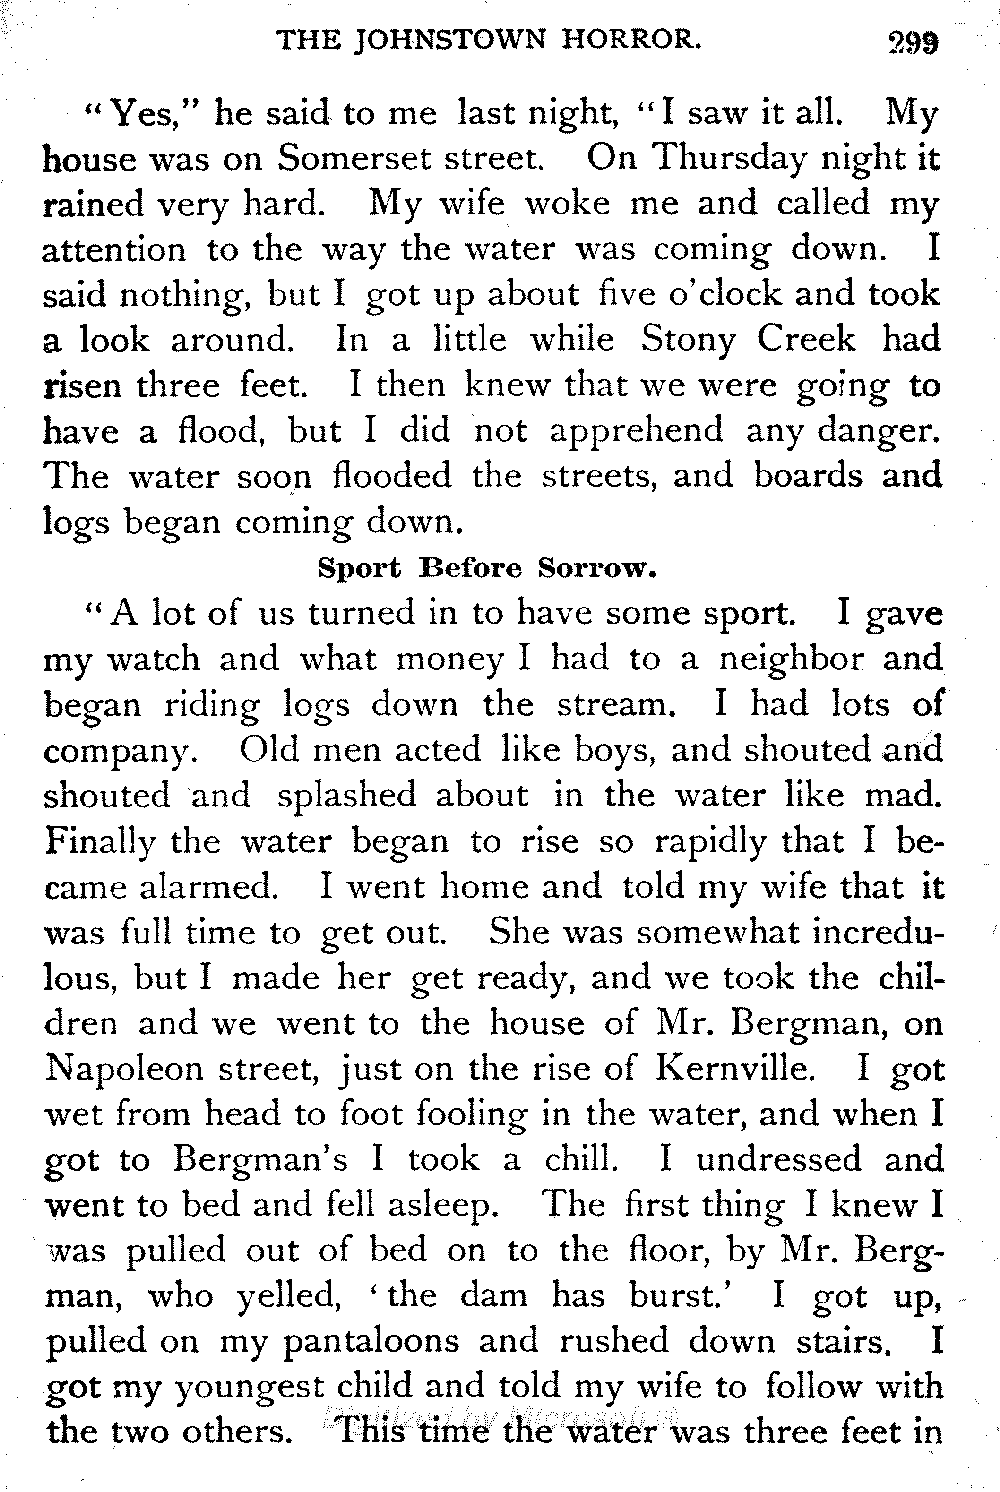 THE JOHNSTOWN HORROR. 299
“Yes,” he said to me last night, “I saw it all. My
house was on Somerset street. On Thursday night it
rained very hard. My wife woke me and called my
attention to the way the water was coming down. I
said nothing, but I got up about five o’clock and took
a look around. In a little while Stony Creek had
risen three feet. I then knew that we were going to
have a flood, but I did not apprehend any danger.
The water soon flooded the streets, and boards and
logs began coming down.
Sport Before Sorrow.
“A lot of us turned in to have some sport. I gave
my watch and what money I had to a neighbor and
began riding logs down the stream. I had lots of
company. Old men acted like boys, and shouted and
shouted and splashed about in the water like mad.
Finally the water began to rise so rapidly that I be-
came alarmed. I went home and told my wife that it
was full time to get out. She was somewhat incredu-
lous, but I made her get ready, and we took the chil-
dren and we went to the house of Mr. Bergman, on
Napoleon street, just on the rise of Kernville. I got
wet from head to foot fooling in the water, and when I
got to Bergman’s I took a chill. I undressed and
went to bed and fell asleep. The first thing I knew I
was pulled out of bed on to the floor, by Mr. Berg-
man, who yelled, ‘the dam has burst.’ I got up,
pulled on my pantaloons and rushed down stairs. I
got my youngest child and told my wife to follow with
the two others. This time the water was three feet in
Digitized by Microsoft ®